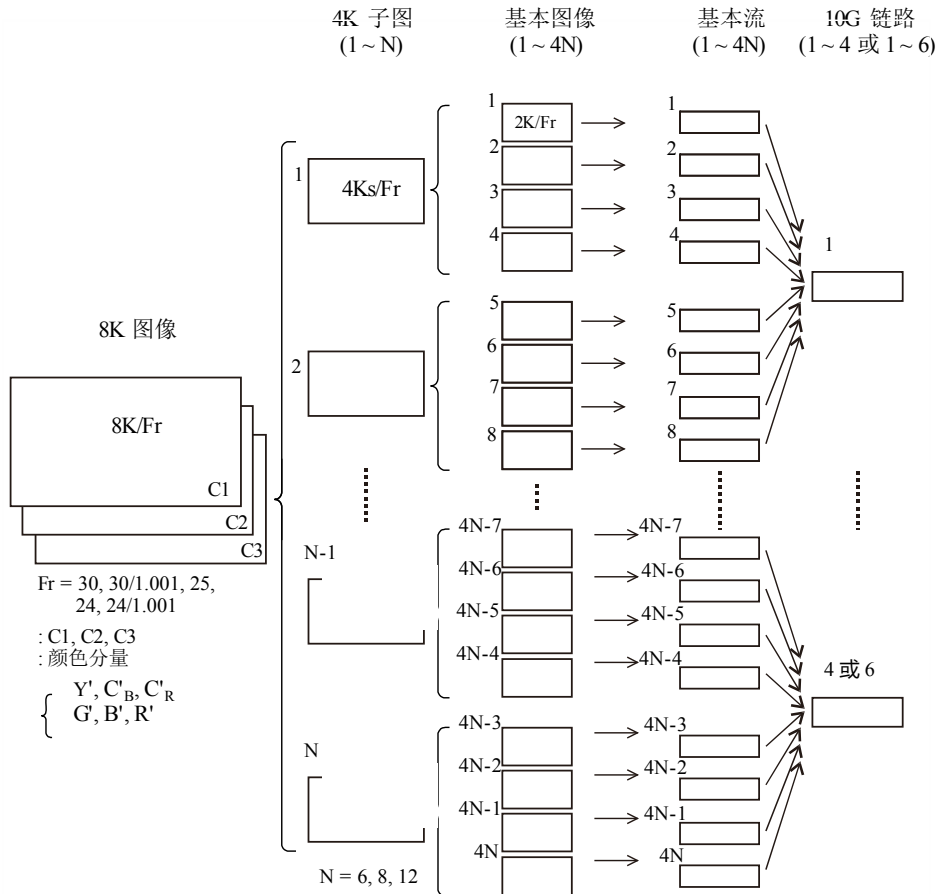 4K 子图
(1 ~ N)
基本图像
(1 ~ 4N)
基本流
(1 ~ 4N)
10G 链路
(1 ~ 4 或 1 ~ 6)
8K 图像
8K/Fr
C1
C2
C3
Fr = 30, 30/1.001, 25,
24, 24/1.001
: C1, C2, C3
: 颜色分量
Y', C'B, C'R
G', B', R'
1
4Ks/Fr
2
N-1
N
N = 6, 8, 12
1
2K/Fr
2
3
4
5
6
7
8
4N-7
4N-6
4N-5
4N-4
4N-3
4N-2
4N-1
4N
1
2
3
4
5
6
7
8
4N-7
4N-6
4N-5
4N-4
4N-3
4N-2
4N-1
4N
1
4 或 6